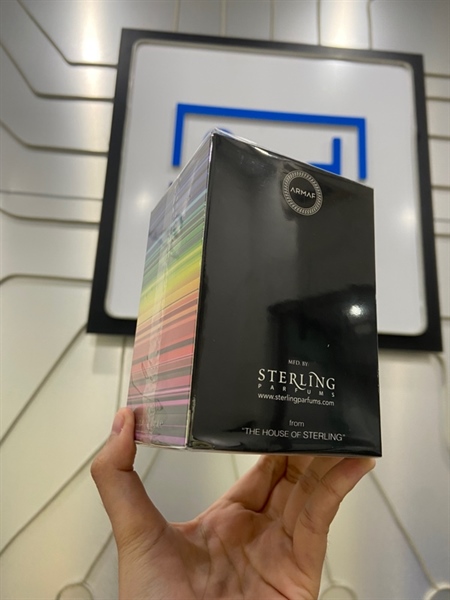 ARMAF
MFD. BY
STERLING
PARFUMS
www.sterlingparfums.com
from
"THE HOUSE OF STERLING"